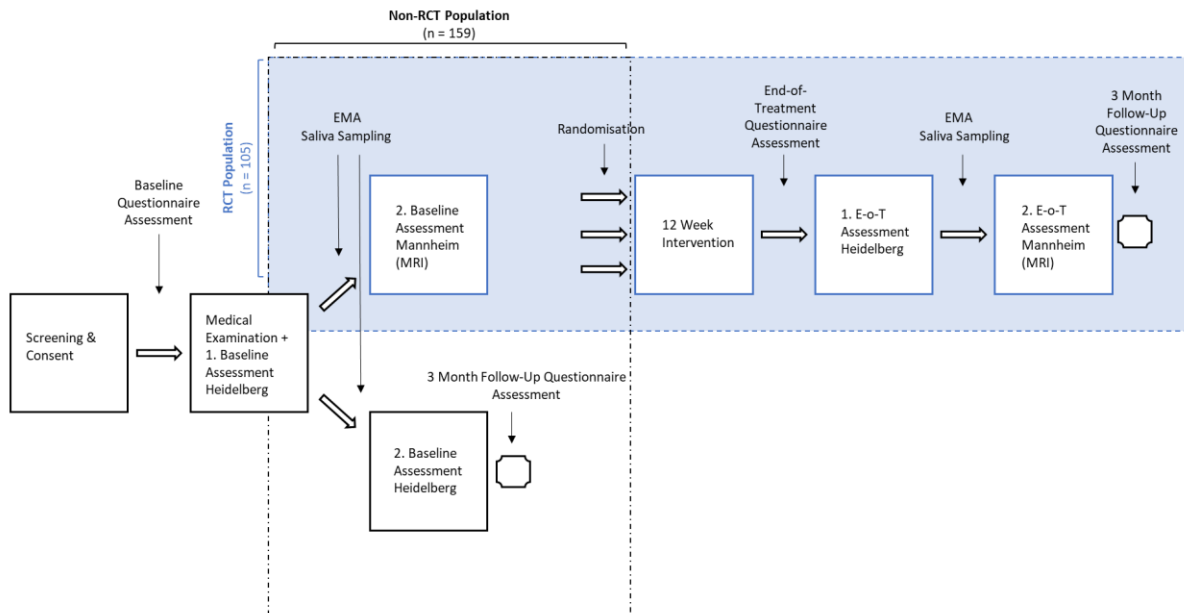 Non-RCT Population
(n = 159)
RCT Population
(n = 105)
EMA
Saliva Sampling
Randomisation
End-of-
Treatment
Questionnaire
Assessment
EMA
Saliva Sampling
3 Month
Follow-Up
Questionnaire
Assessment
Baseline
Questionnaire
Assessment
2. Baseline
Assessment
Mannheim
(MRI)
12 Week
Intervention
1. E-o-T
Assessment
Heidelberg
2. E-o-T
Assessment
Mannheim
(MRI)
Screening &
Consent
Medical
Examination +
1. Baseline
Assessment
Heidelberg
3 Month Follow-Up Questionnaire
Assessment
2. Baseline
Assessment
Heidelberg